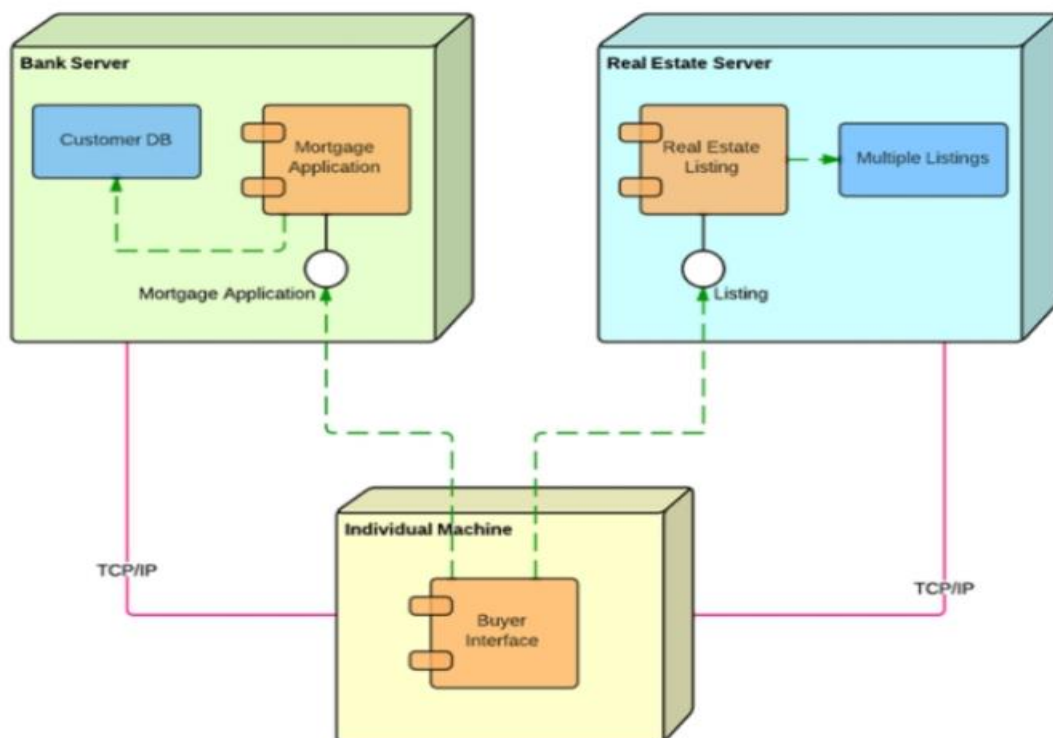 Bank Server
Customer DB
Mortgage
Application
Mortgage Application
Real Estate Server
Real Estate
Listing
Multiple Listings
Listing
TCP/IP
TCP/IP
Individual Machine
Buyer
Interface